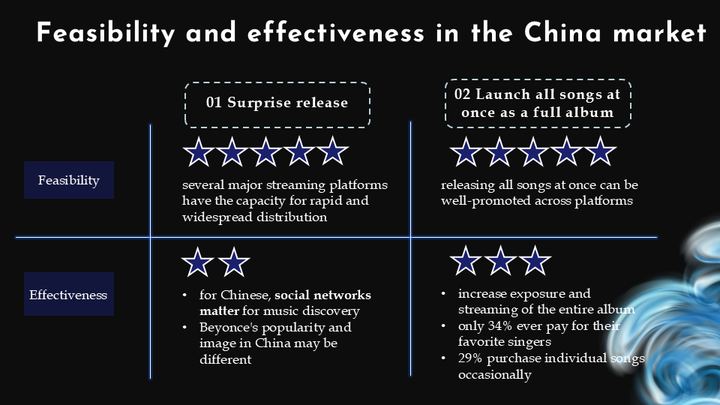 Feasibility and effectiveness in the China market
01 Surprise release
02 Launch all songs at
once as a full album
Feasibility
several major streaming platforms
have the capacity for rapid and
widespread distribution
releasing all songs at once can be
well-promoted across platforms
Effectiveness
• for Chinese, social networks
matter for music discovery
• Beyonce's popularity and
image in China may be
different
• increase exposure and
streaming of the entire album
• only 34% ever pay for their
favorite singers
• 29% purchase individual songs
occasionally